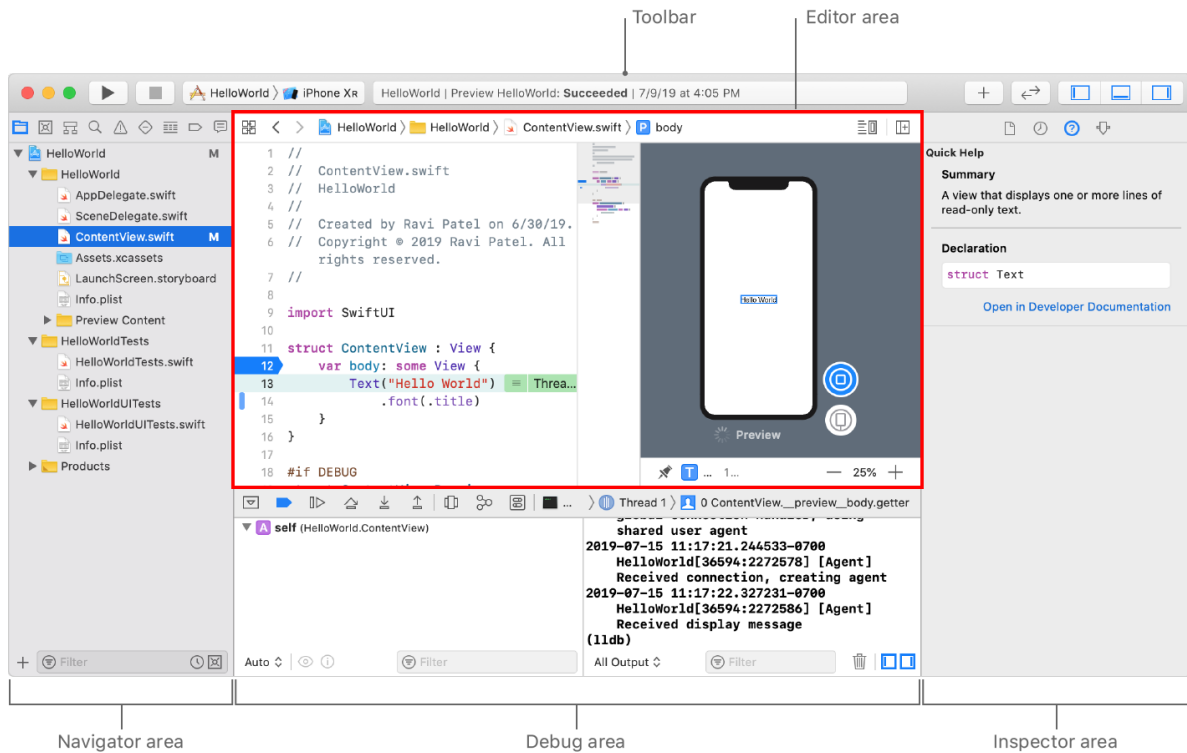 Toolbar
Editor area
HelloWorld
iPhone XR
HelloWorld | Preview HelloWorld: Succeeded | 7/9/19 at 4:05 PM
HelloWorld
HelloWorld
ContentView.swift
P body
HelloWorld M
HelloWorld
AppDelegate.swift
SceneDelegate.swift
ContentView.swift M
Assets.xcassets
LaunchScreen.storyboard
Info.plist
Preview Content
HelloWorldTests
HelloWorldTests.swift
Info.plist
HelloWorldUITests
HelloWorldUITests.swift
Info.plist
Products
Filter
1 //
2 // ContentView.swift
3 // HelloWorld
4 //
5 // Created by Ravi Patel on 6/30/19.
6 // Copyright © 2019 Ravi Patel. All
rights reserved.
7 //
8
9 import SwiftUI
10
11 struct ContentView : View {
12 var body: some View {
13 Text("Hello World") = Threa...
14 .font(.title)
15 }
16 }
17
18 #if DEBUG
Hello World
Preview
T ... 1... — 25% +
Quick Help
Summary
A view that displays one or more lines of
read-only text.
Declaration
struct Text
Open in Developer Documentation
... Thread 1
0 ContentView.__preview__body.getter
A self (HelloWorld.ContentView)
shared user agent
2019-07-15 11:17:21.244533-0700
HelloWorld[36594:2272578] [Agent]
Received connection, creating agent
2019-07-15 11:17:22.327231-0700
HelloWorld[36594:2272586] [Agent]
Received display message
(lldb)
Auto
Filter
All Output
Filter
Navigator area
Debug area
Inspector area